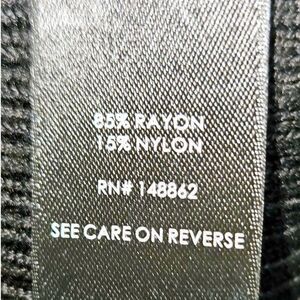 85% RAYON
15% NYLON
RN# 148862
SEE CARE ON REVERSE